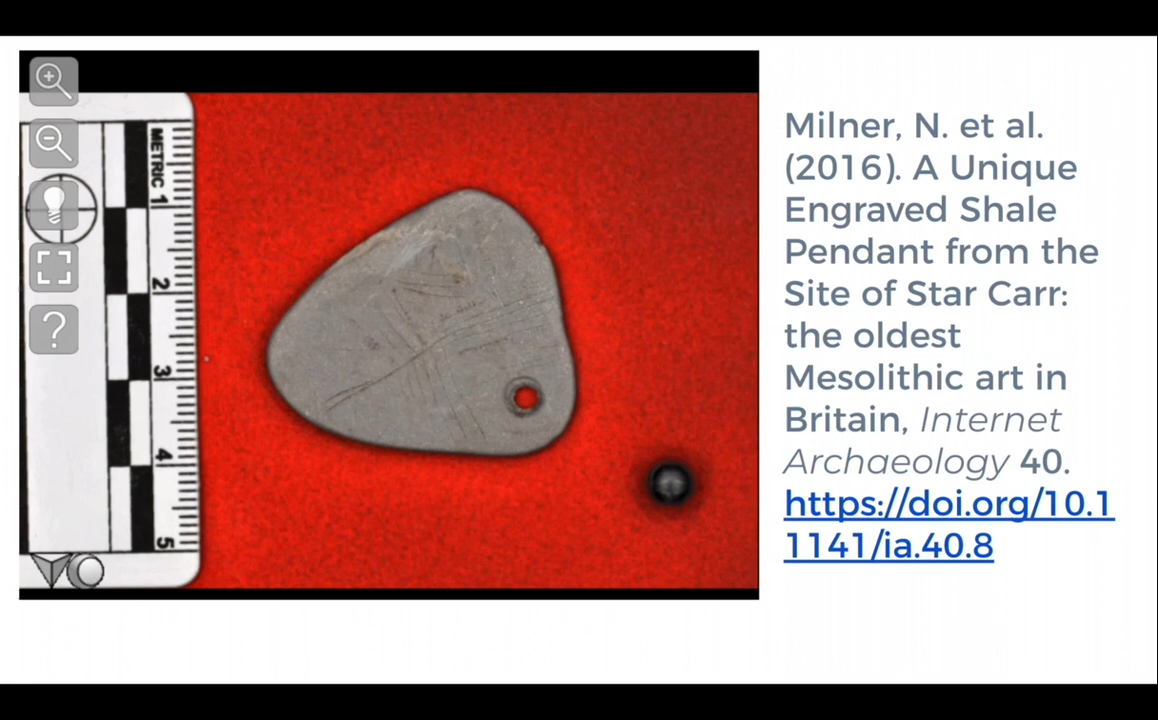 METRIC 1
2
3
4
5
?
Milner, N. et al.
(2016). A Unique
Engraved Shale
Pendant from the
Site of Star Carr:
the oldest
Mesolithic art in
Britain, Internet
Archaeology 40.
https://doi.org/10.1
1141/ia.40.8